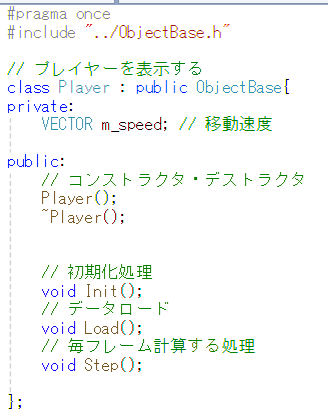 #pragma once
#include "../ObjectBase.h"
// プレイヤーを表示する
class Player : public ObjectBase{
private:
VECTOR m_speed; // 移動速度
public:
// コンストラクタ・デストラクタ
Player();
~Player();
// 初期化処理
void Init();
// データロード
void Load();
// 毎フレーム計算する処理
void Step();
};